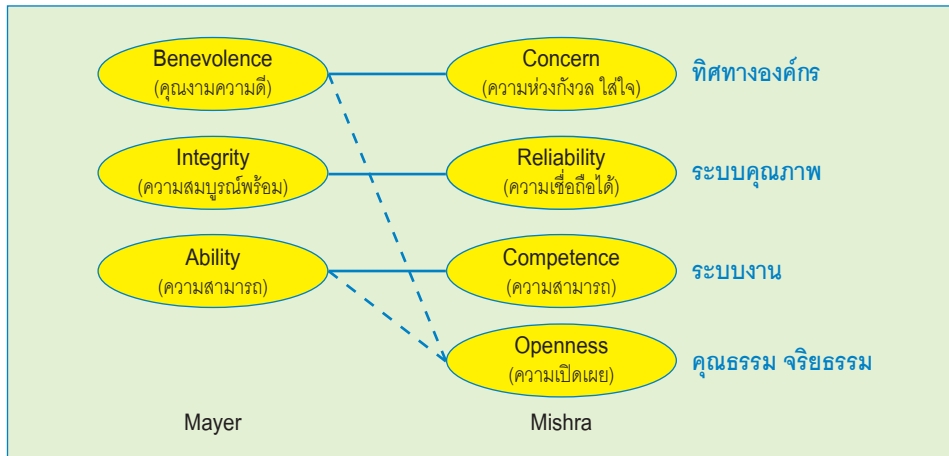 Benevolence
(คุณงามความดี)
Concern
(ความห่วงกังวล ใส่ใจ)
ทิศทางองค์กร
Integrity
(ความสมบูรณ์พร้อม)
Reliability
(ความเชื่อถือได้)
ระบบคุณภาพ
Ability
(ความสามารถ)
Competence
(ความสามารถ)
ระบบงาน
Openness
(ความเปิดเผย)
คุณธรรม จริยธรรม
Mayer
Mishra